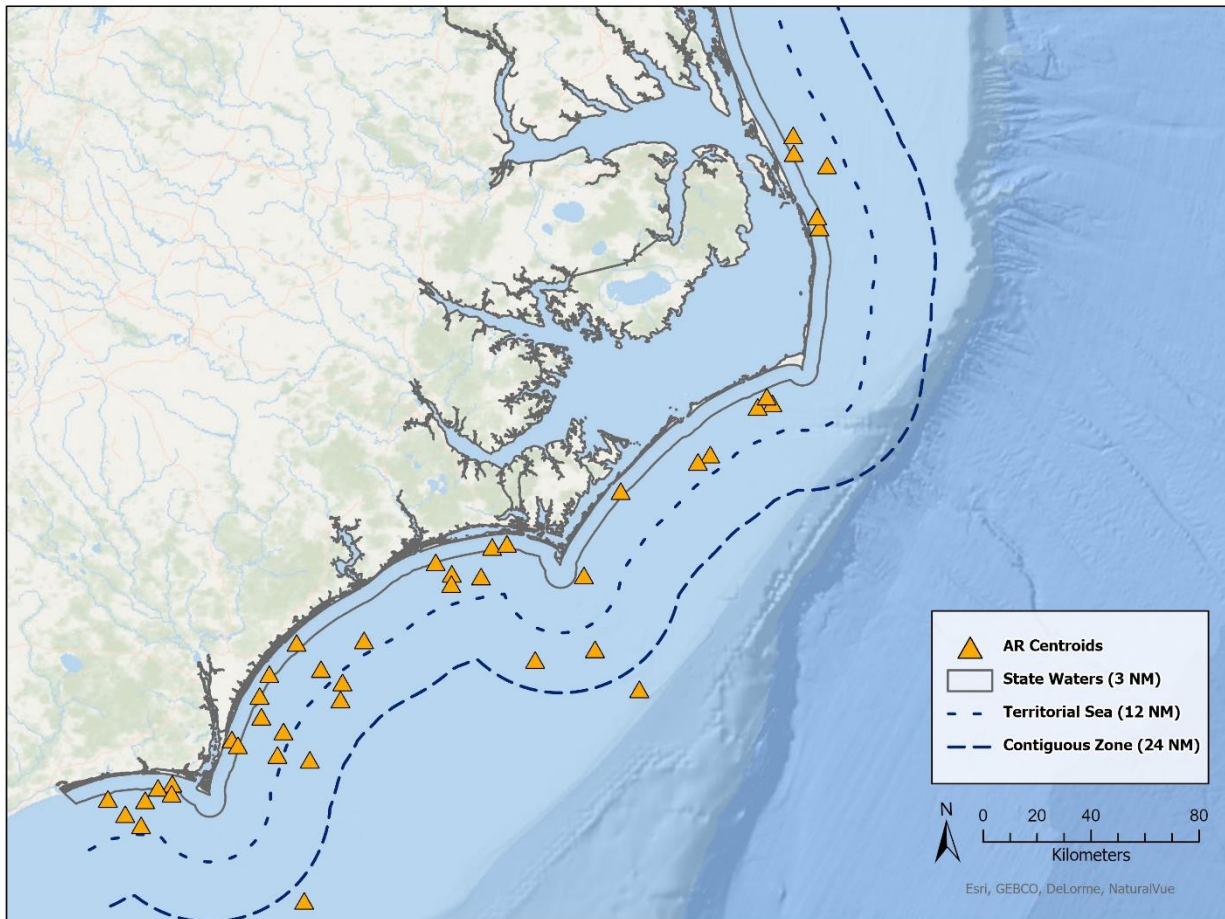 AR Centroids
State Waters (3 NM)
Territorial Sea (12 NM)
Contiguous Zone (24 NM)
N
0 20 40 80
Kilometers
Esri, GEBCO, DeLorme, NaturalVue